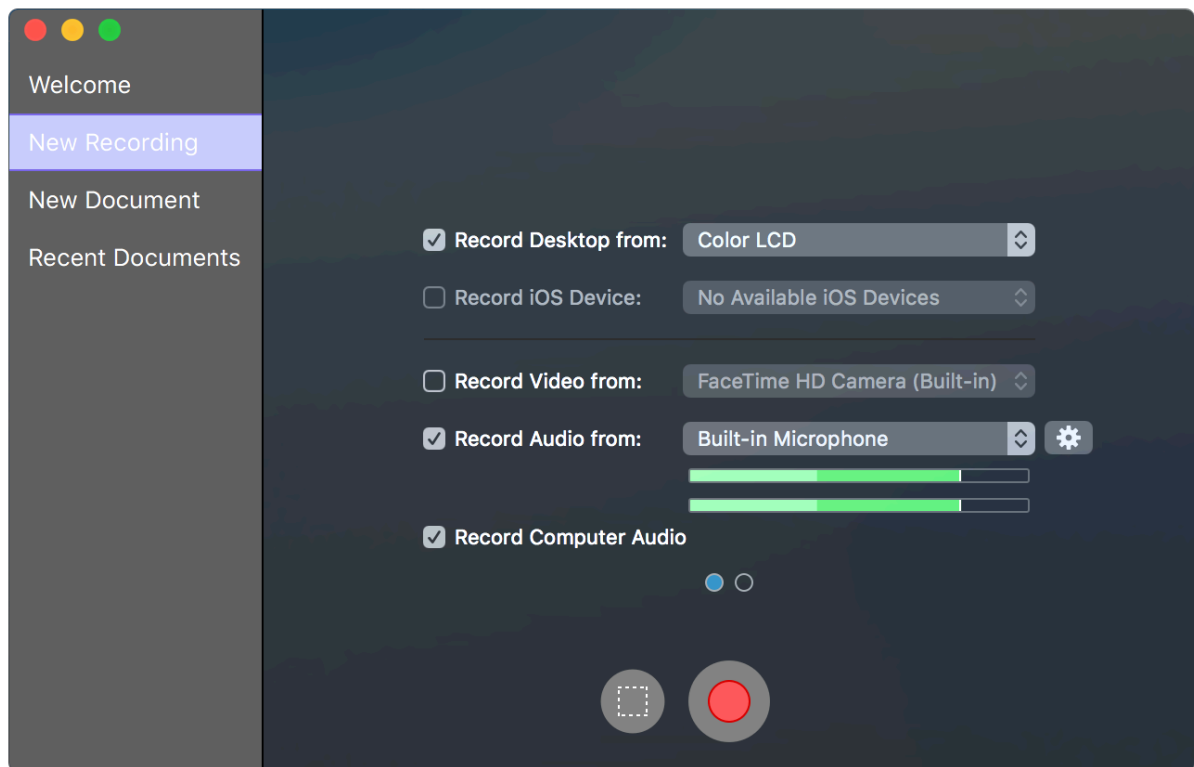 Welcome
New Recording
New Document
Recent Documents
Record Desktop from: Color LCD
Record iOS Device: No Available iOS Devices
Record Video from: FaceTime HD Camera (Built-in)
Record Audio from: Built-in Microphone
Record Computer Audio